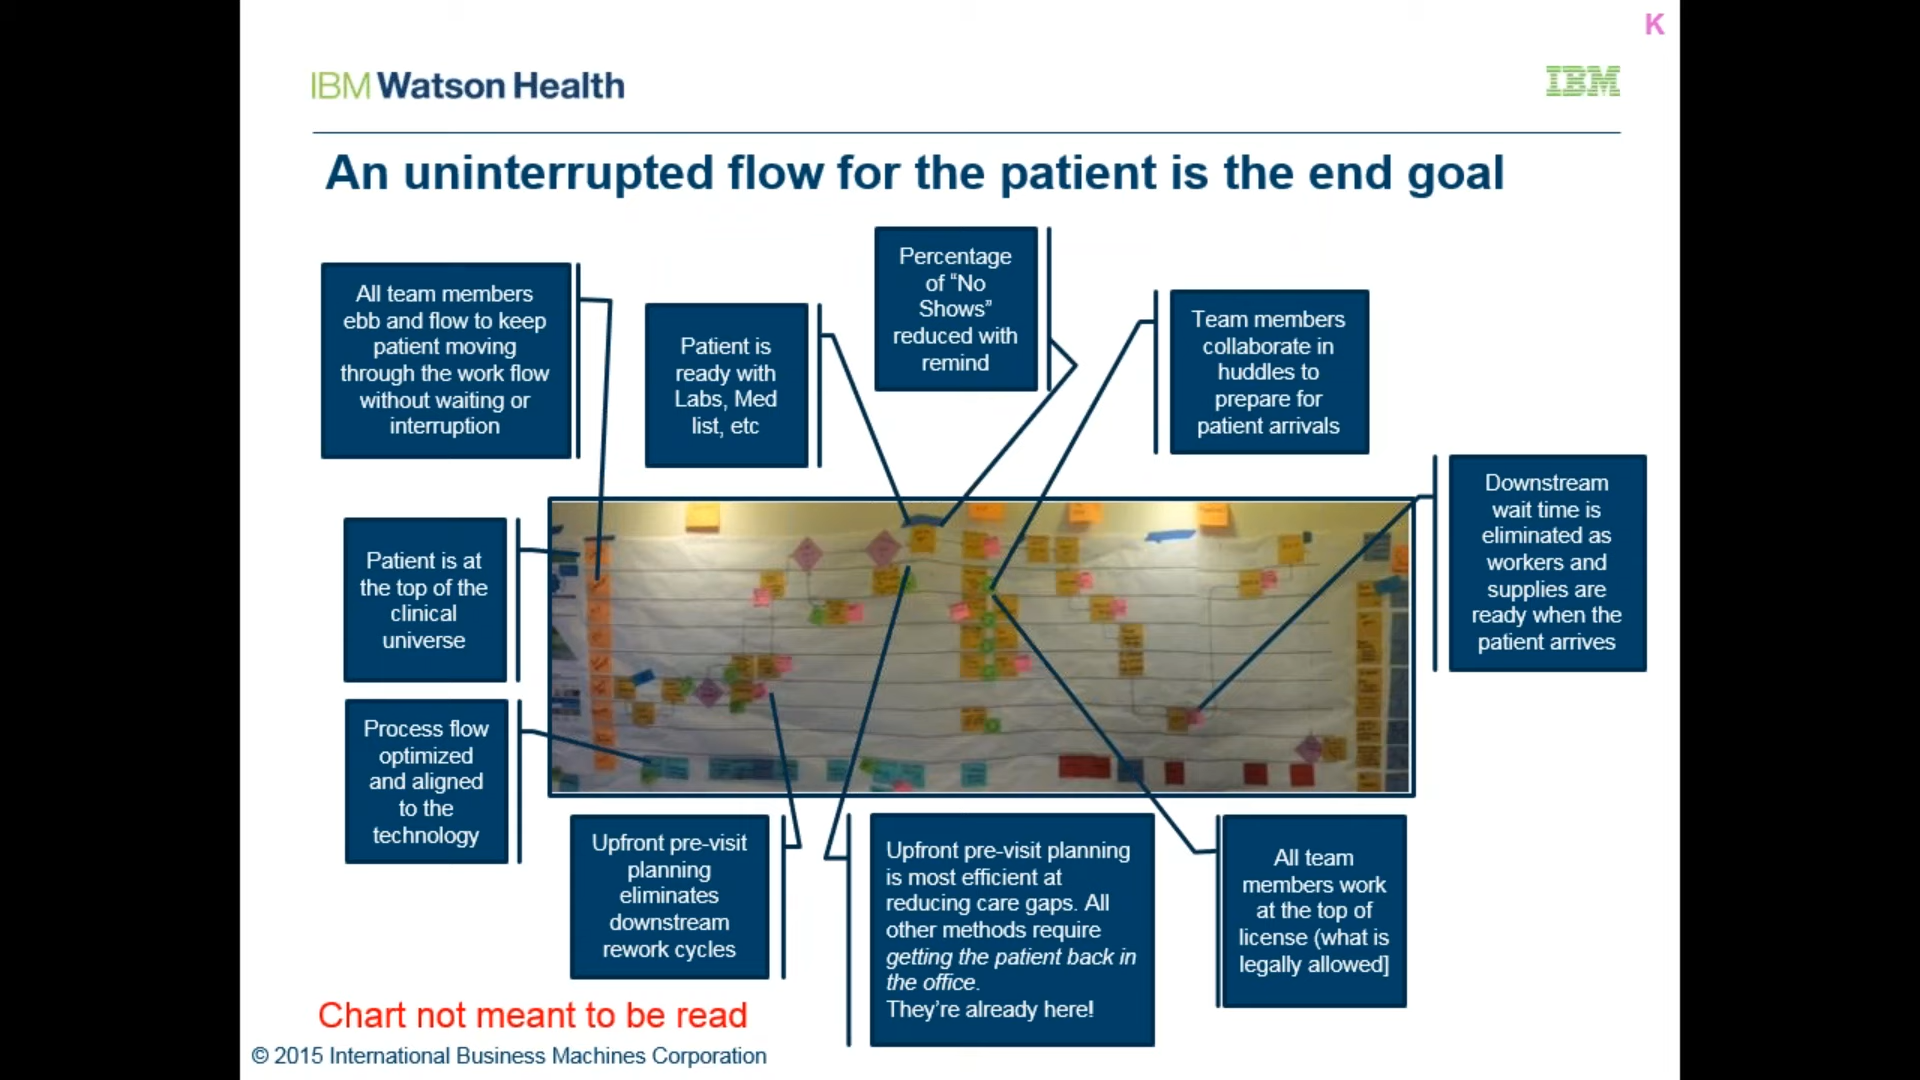 K
IBM Watson Health
IBM
An uninterrupted flow for the patient is the end goal
All team members
ebb and flow to keep
patient moving
through the work flow
without waiting or
interruption
Patient is
ready with
Labs, Med
list, etc
Percentage
of “No
Shows”
reduced with
remind
Team members
collaborate in
huddles to
prepare for
patient arrivals
Downstream
wait time is
eliminated as
workers and
supplies are
ready when the
patient arrives
Patient is at
the top of the
clinical
universe
Process flow
optimized
and aligned
to the
technology
Upfront pre-visit
planning
eliminates
downstream
rework cycles
Upfront pre-visit planning
is most efficient at
reducing care gaps. All
other methods require
getting the patient back in
the office.
They’re already here!
All team
members work
at the top of
license (what is
legally allowed]
Chart not meant to be read
© 2015 International Business Machines Corporation